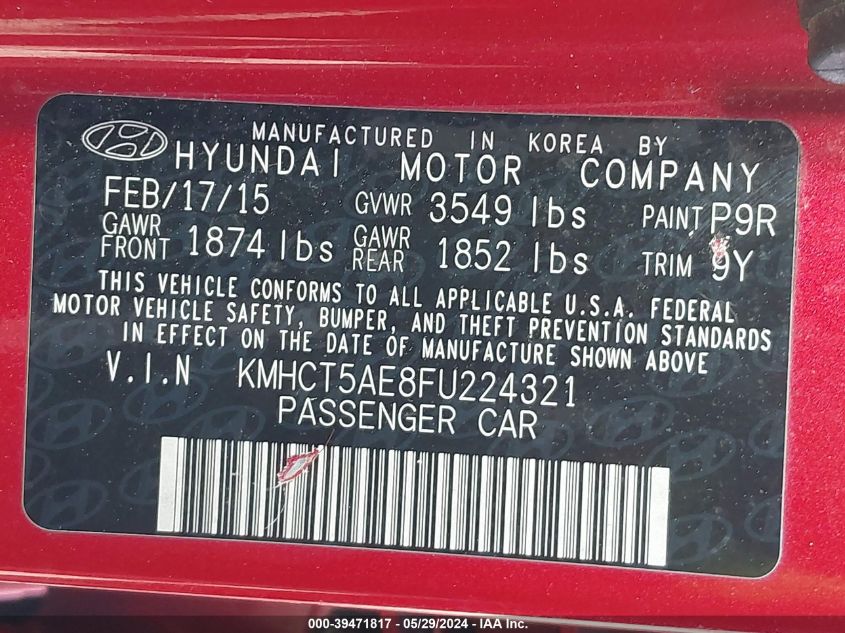 MANUFACTURED IN KOREA BY
HYUNDAI MOTOR COMPANY
FEB/17/15 GVWR 3549 lbs PAINT P9R
GAWR FRONT 1874 lbs GAWR REAR 1852 lbs TRIM 9Y
THIS VEHICLE CONFORMS TO ALL APPLICABLE U.S.A. FEDERAL
MOTOR VEHICLE SAFETY, BUMPER, AND THEFT PREVENTION STANDARDS
IN EFFECT ON THE DATE OF MANUFACTURE SHOWN ABOVE
V.I.N KMHCT5AE8FU224321
PASSENGER CAR
000-39471817 - 05/29/2024 - IAA Inc.